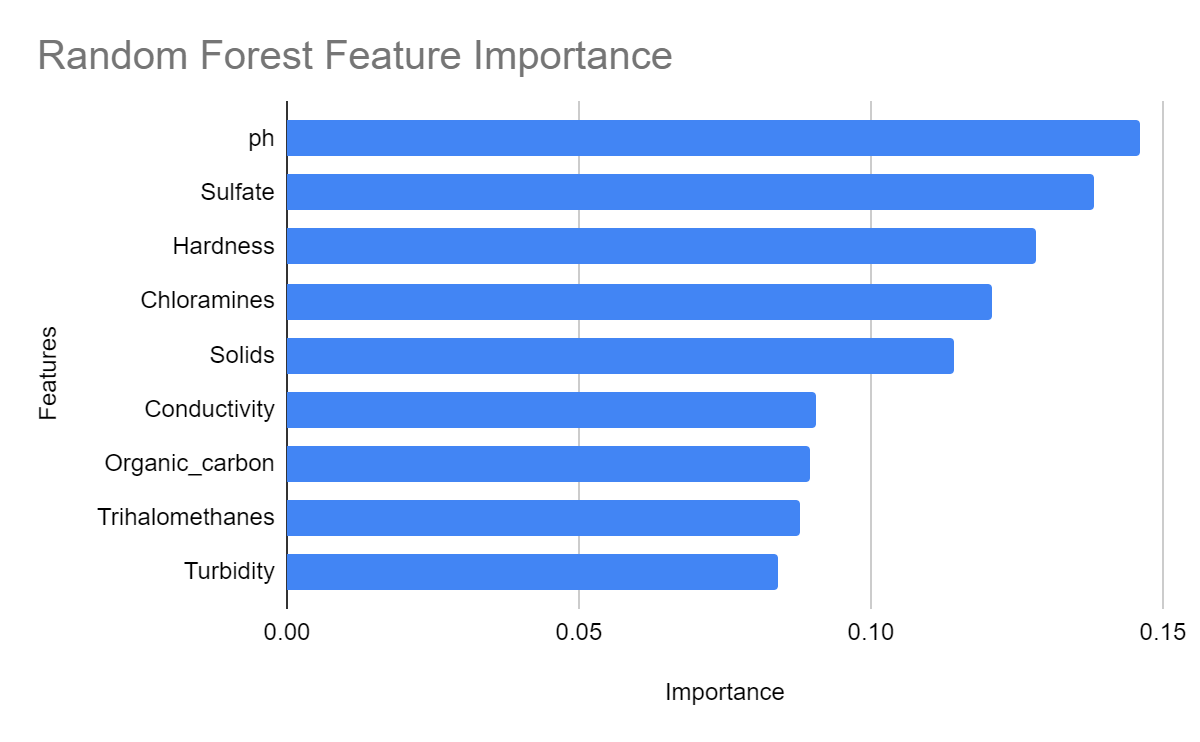 Random Forest Feature Importance
Features
ph
Sulfate
Hardness
Chloramines
Solids
Conductivity
Organic_carbon
Trihalomethanes
Turbidity
0.00 0.05 0.10 0.15
Importance